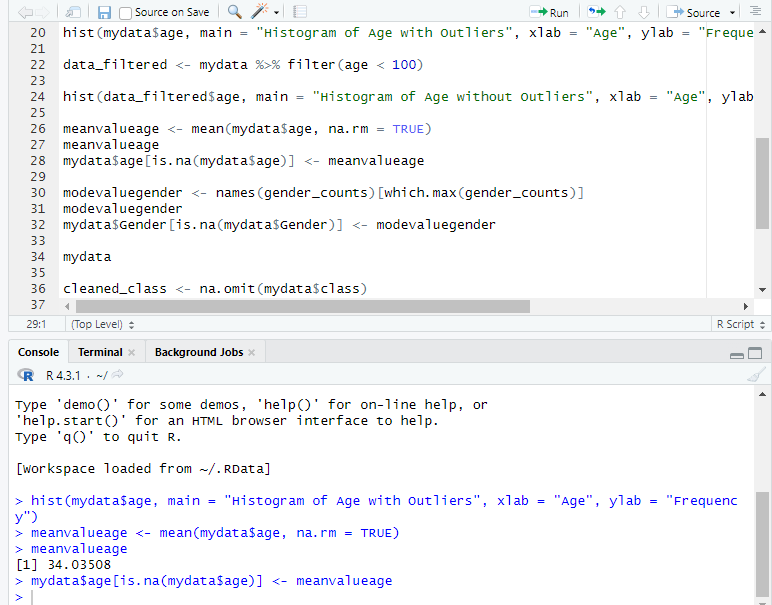 Source on Save Run Source
20 hist(mydata$age, main = "Histogram of Age with Outliers", xlab = "Age", ylab = "Freque
21
22 data_filtered <- mydata %>% filter(age < 100)
23
24 hist(data_filtered$age, main = "Histogram of Age without Outliers", xlab = "Age", ylab
25
26 meanvalueage <- mean(mydata$age, na.rm = TRUE)
27 meanvalueage
28 mydata$age[is.na(mydata$age)] <- meanvalueage
29
30 modevaluegender <- names(gender_counts)[which.max(gender_counts)]
31 modevaluegender
32 mydata$Gender[is.na(mydata$Gender)] <- modevaluegender
33
34 mydata
35
36 cleaned_class <- na.omit(mydata$class)
37
29:1 (Top Level) R Script
Console Terminal Background Jobs
R R 4.3.1 · ~/
Type 'demo()' for some demos, 'help()' for on-line help, or
'help.start()' for an HTML browser interface to help.
Type 'q()' to quit R.
[Workspace loaded from ~/.RData]
> hist(mydata$age, main = "Histogram of Age with Outliers", xlab = "Age", ylab = "Frequenc
y")
> meanvalueage <- mean(mydata$age, na.rm = TRUE)
> meanvalueage
[1] 34.03508
> mydata$age[is.na(mydata$age)] <- meanvalueage
>